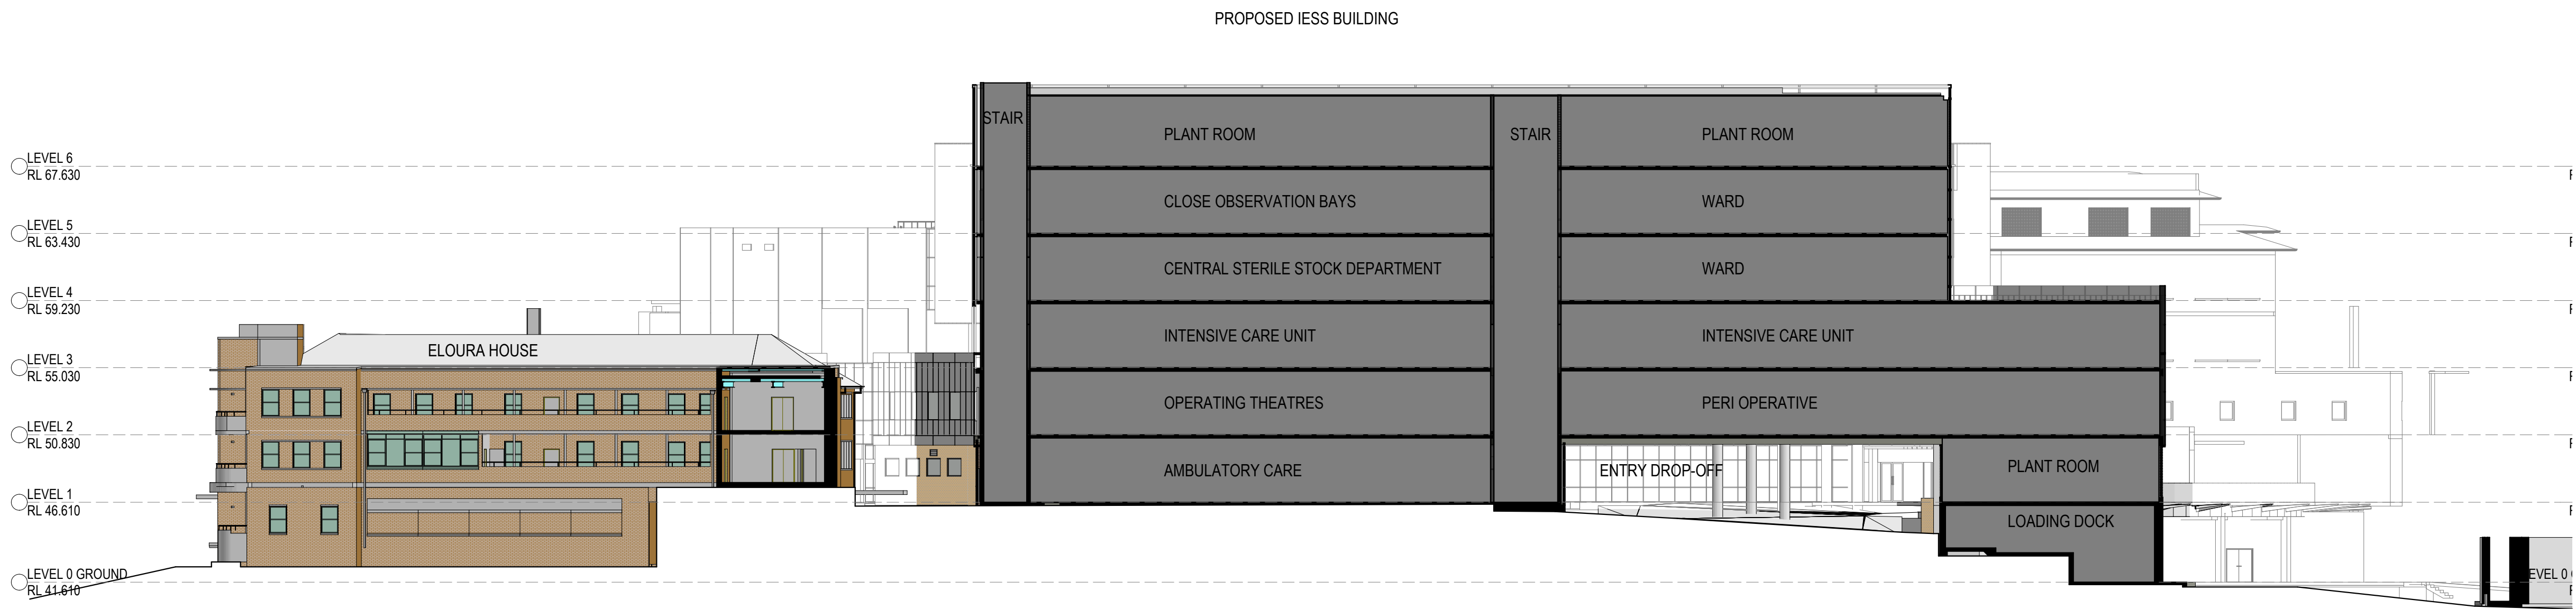 PROPOSED IESS BUILDING
STAIR
PLANT ROOM
STAIR
PLANT ROOM
LEVEL 6
RL 67.630
CLOSE OBSERVATION BAYS
WARD
LEVEL 5
RL 63.430
CENTRAL STERILE STOCK DEPARTMENT
WARD
LEVEL 4
RL 59.230
INTENSIVE CARE UNIT
INTENSIVE CARE UNIT
ELOURA HOUSE
LEVEL 3
RL 55.030
OPERATING THEATRES
PERI OPERATIVE
LEVEL 2
RL 50.830
AMBULATORY CARE
ENTRY DROP-OFF
PLANT ROOM
LEVEL 1
RL 46.610
LOADING DOCK
LEVEL 0 GROUND
RL 41.610
EVEL 0